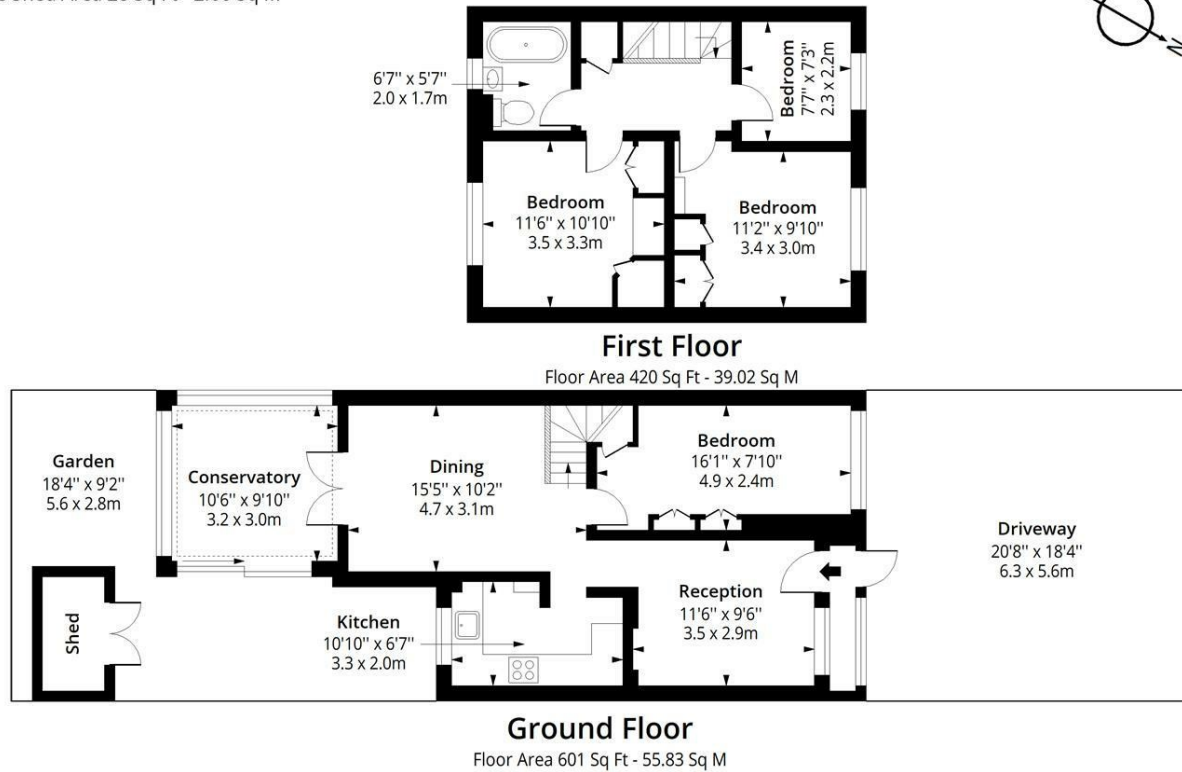 6'7" x 5'7"
2.0 x 1.7m
Bedroom
7'7" x 7'3"
2.3 x 2.2m
N
Bedroom
11'6" x 10'10"
3.5 x 3.3m
Bedroom
11'2" x 9'10"
3.4 x 3.0m
First Floor
Floor Area 420 Sq Ft - 39.02 Sq M
Garden
18'4" x 9'2"
5.6 x 2.8m
Conservatory
10'6" x 9'10"
3.2 x 3.0m
Dining
15'5" x 10'2"
4.7 x 3.1m
Bedroom
16'1" x 7'10"
4.9 x 2.4m
Driveway
20'8" x 18'4"
6.3 x 5.6m
Shed
Kitchen
10'10" x 6'7"
3.3 x 2.0m
Reception
11'6" x 9'6"
3.5 x 2.9m
Ground Floor
Floor Area 601 Sq Ft - 55.83 Sq M